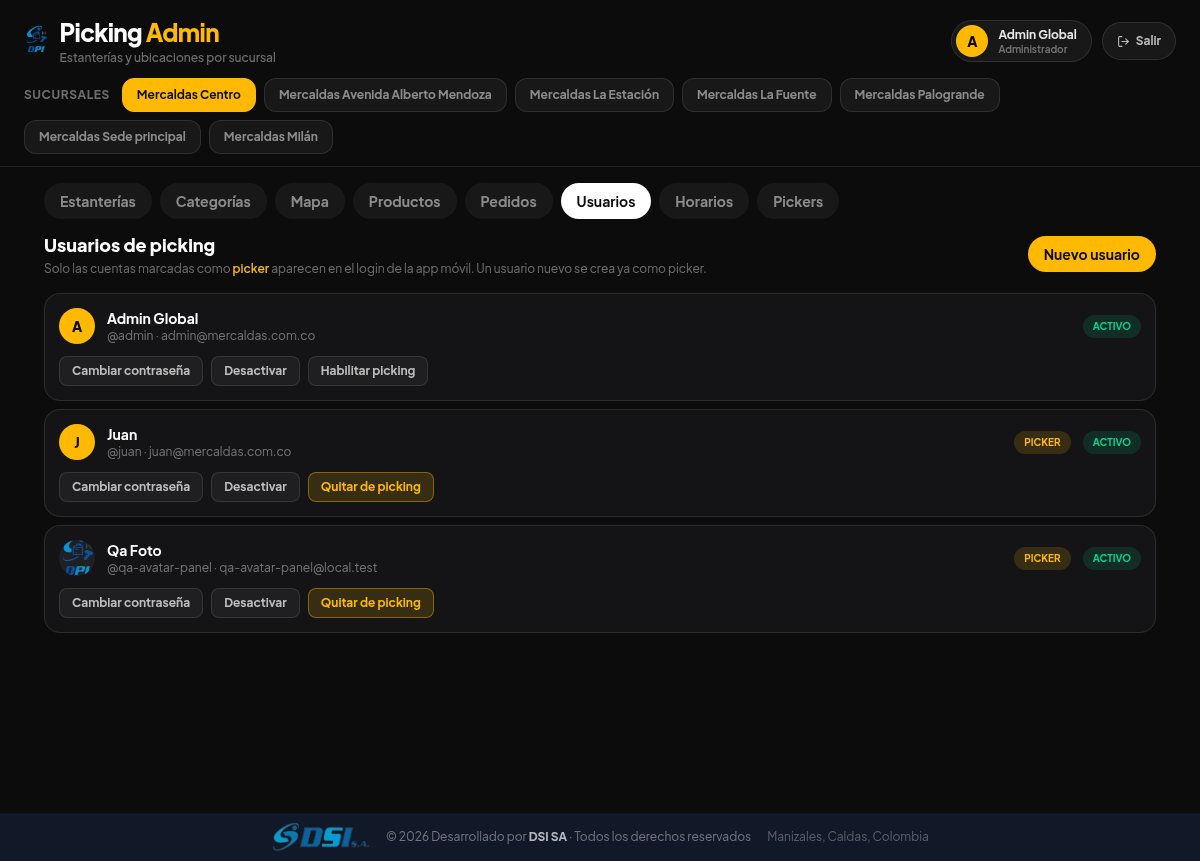 QPI
Picking Admin
Estanterías y ubicaciones por sucursal
A
Admin Global
Administrador
Salir
SUCURSALES
Mercaldas Centro
Mercaldas Avenida Alberto Mendoza
Mercaldas La Estación
Mercaldas La Fuente
Mercaldas Palogrande
Mercaldas Sede principal
Mercaldas Milán
Estanterías
Categorías
Mapa
Productos
Pedidos
Usuarios
Horarios
Pickers
Usuarios de picking
Solo las cuentas marcadas como picker aparecen en el login de la app móvil. Un usuario nuevo se crea ya como picker.
Nuevo usuario
A
Admin Global
@admin · admin@mercaldas.com.co
ACTIVO
Cambiar contraseña
Desactivar
Habilitar picking
J
Juan
@juan · juan@mercaldas.com.co
PICKER
ACTIVO
Cambiar contraseña
Desactivar
Quitar de picking
QPI
Qa Foto
@qa-avatar-panel · qa-avatar-panel@local.test
PICKER
ACTIVO
Cambiar contraseña
Desactivar
Quitar de picking
DSI S.A.
© 2026 Desarrollado por DSI SA · Todos los derechos reservados
Manizales, Caldas, Colombia